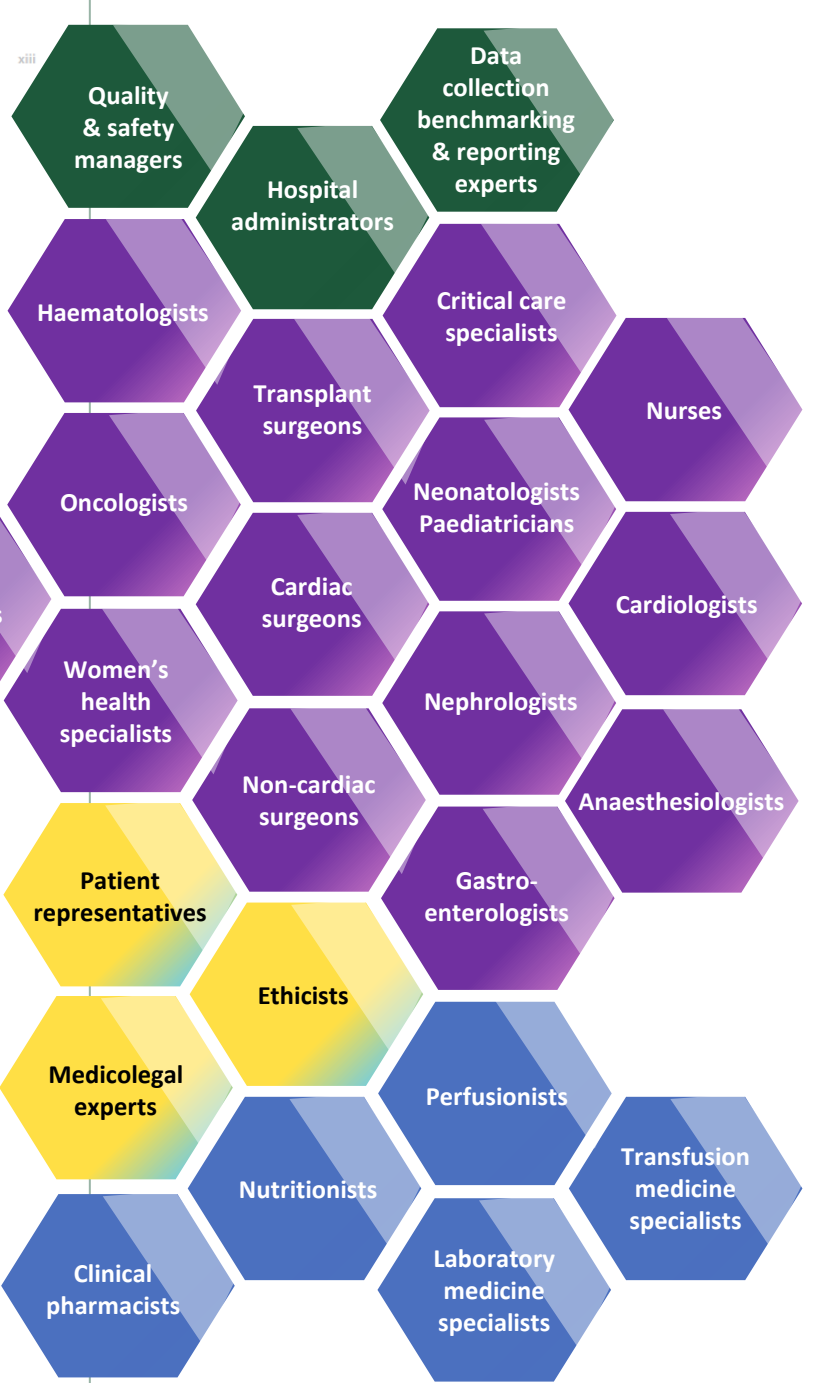 xiii
Quality
& safety
managers
Data
collection
benchmarking
& reporting
experts
Hospital
administrators
Haematologists
Critical care
specialists
Transplant
surgeons
Nurses
Oncologists
Neonatologists
Paediatricians
Cardiac
surgeons
Cardiologists
Women’s
health
specialists
Nephrologists
Non-cardiac
surgeons
Anaesthesiologists
Patient
representatives
Gastro-
enterologists
Ethicists
Medicolegal
experts
Perfusionists
Nutritionists
Transfusion
medicine
specialists
Clinical
pharmacists
Laboratory
medicine
specialists